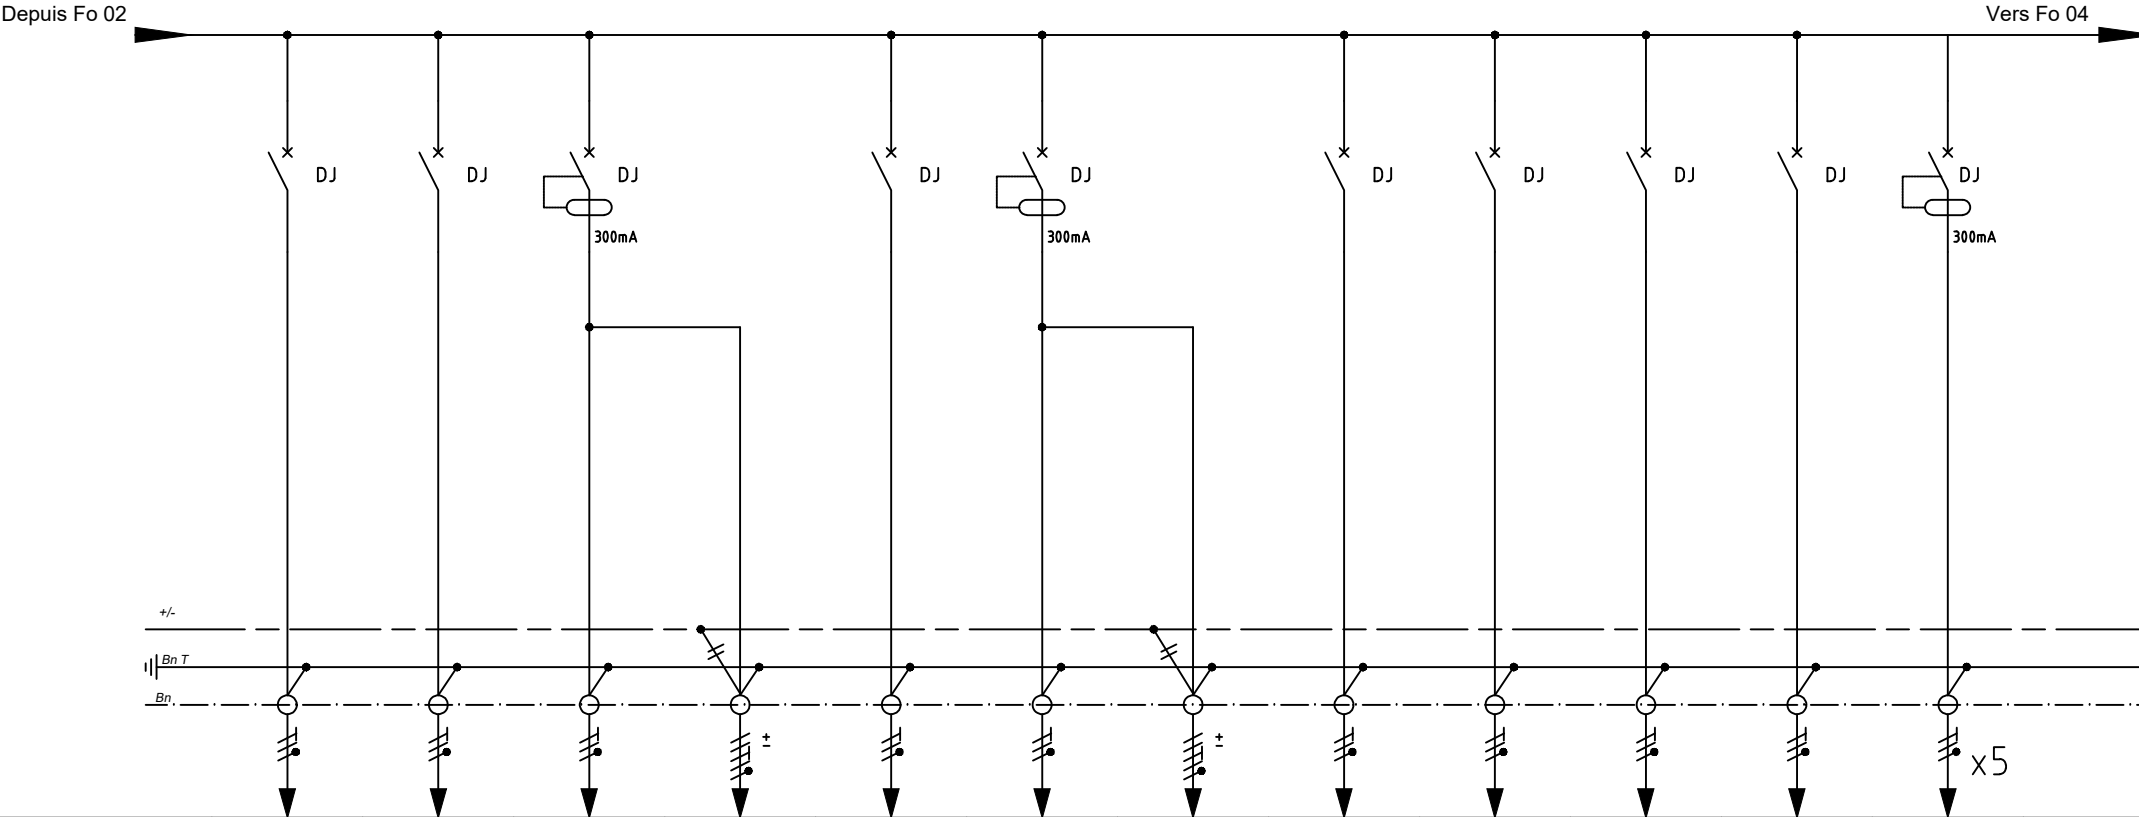 Depuis Fo 02
Vers Fo 04
DJ DJ DJ DJ DJ DJ DJ DJ DJ DJ
300mA 300mA 300mA
+/-
Bn T
Bn
± ±
x5